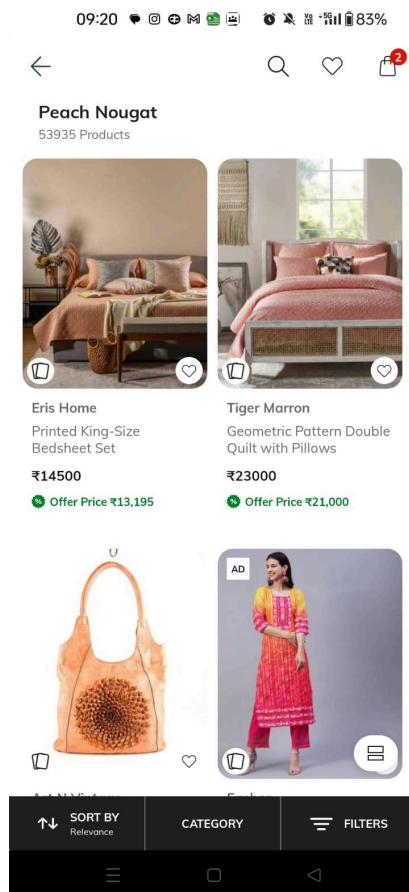 09:20
5G
83%
2
Peach Nougat
53935 Products
Eris Home
Printed King-Size
Bedsheet Set
₹14500
% Offer Price ₹13,195
Tiger Marron
Geometric Pattern Double
Quilt with Pillows
₹23000
% Offer Price ₹21,000
AD
SORT BY
Relevance
CATEGORY
FILTERS